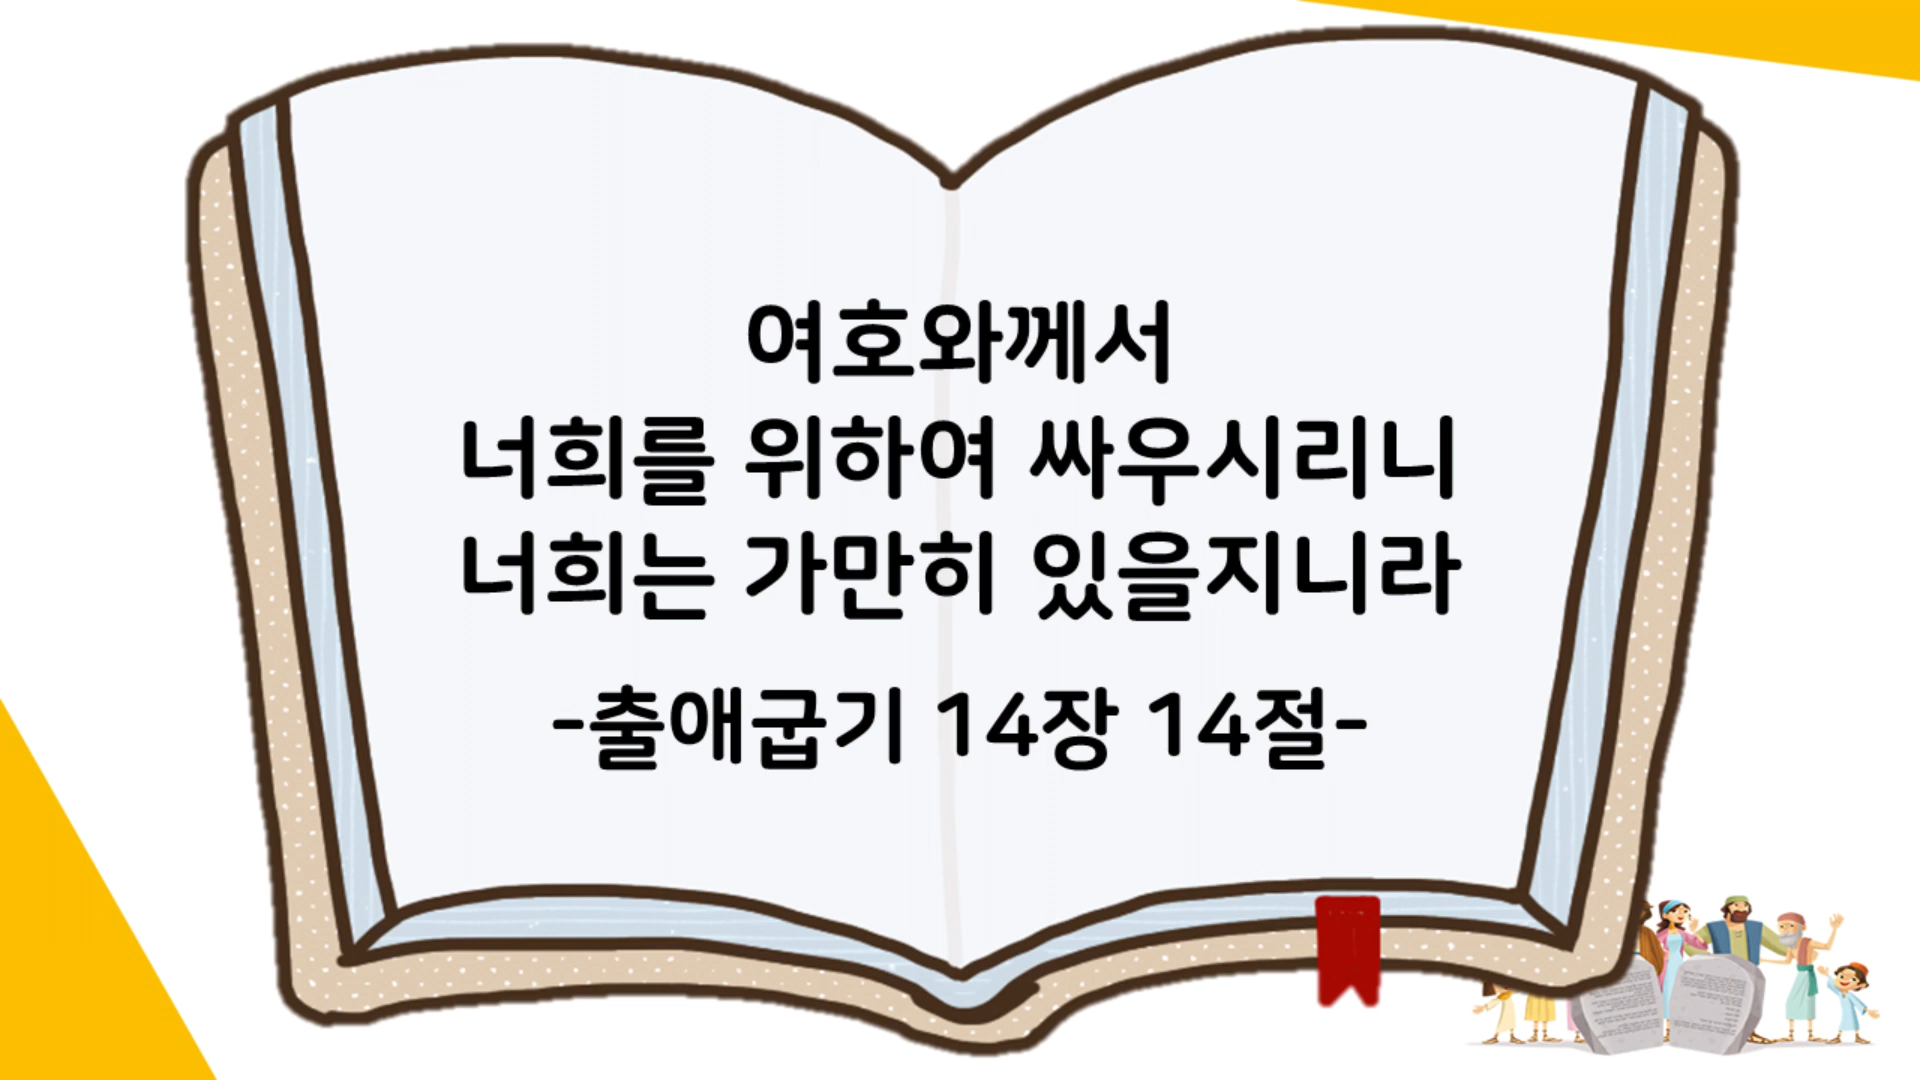 여호와께서
너희를 위하여 싸우시리니
너희는 가만히 있을지니라
-출애굽기 14장 14절-